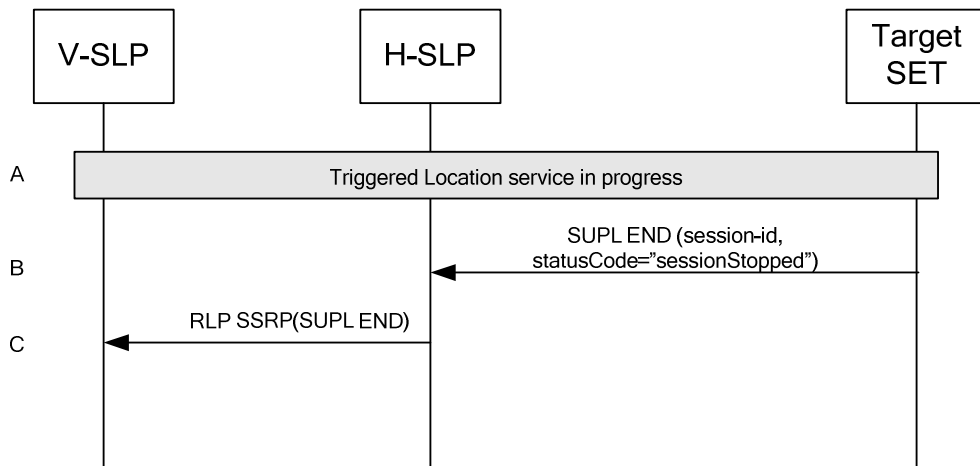 V-SLP
H-SLP
Target
SET
A
Triggered Location service in progress
SUPL END (session-id,
statusCode=”sessionStopped”)
B
RLP SSRP(SUPL END)
C